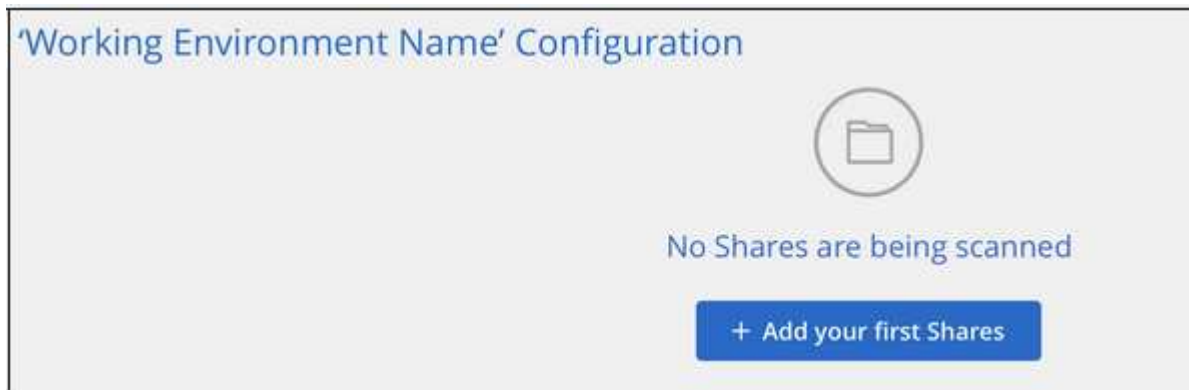 ‘Working Environment Name’ Configuration
No Shares are being scanned
+ Add your first Shares